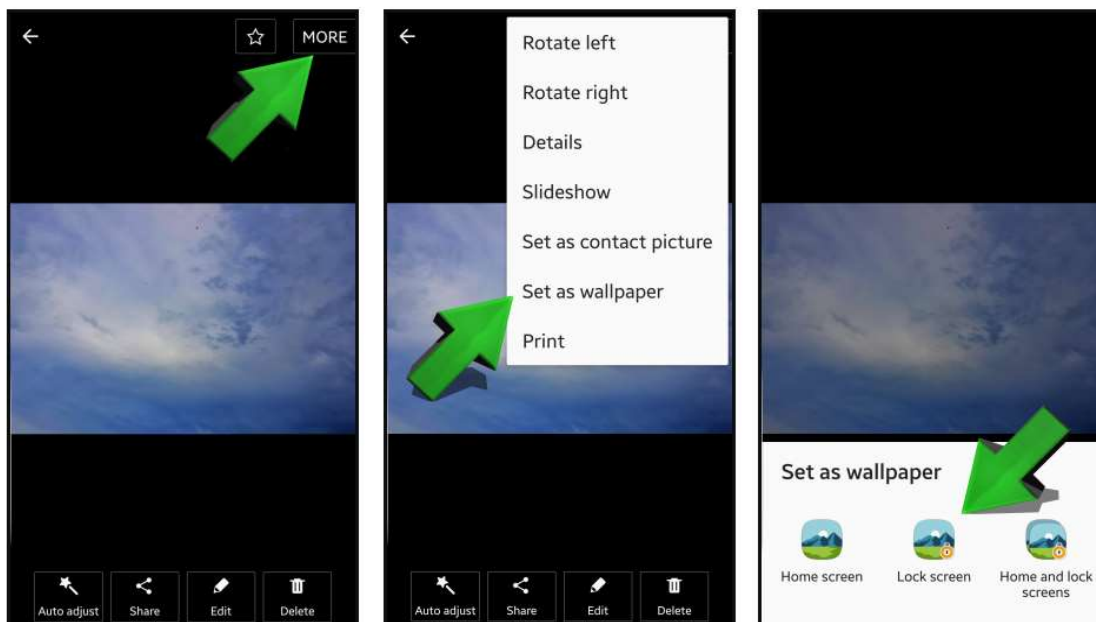 MORE
Auto adjust
Share
Edit
Delete
Rotate left
Rotate right
Details
Slideshow
Set as contact picture
Set as wallpaper
Print
Auto adjust
Share
Edit
Delete
Set as wallpaper
Home screen
Lock screen
Home and lock
screens